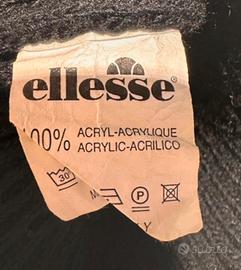 ellesse®
100% ACRYL-ACRYLIQUE
ACRYLIC-ACRILICO
30
P